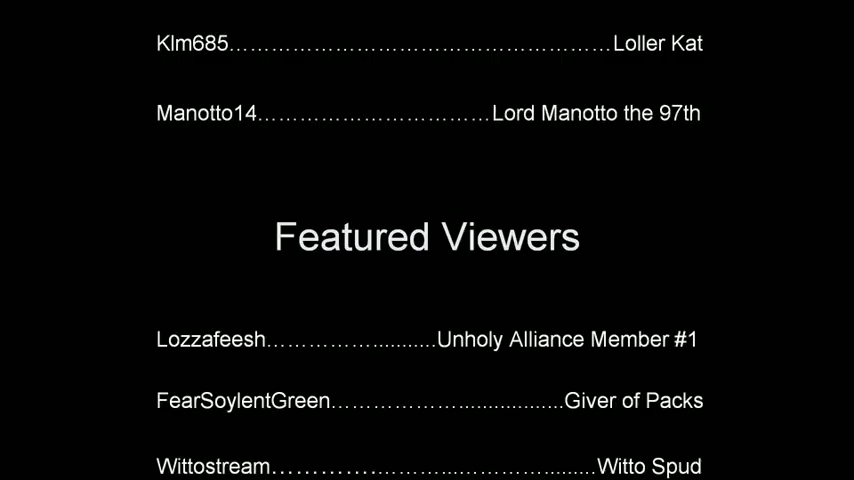 Klm685……………………………………………Loller Kat
Manotto14……………………………Lord Manotto the 97th
Featured Viewers
Lozzafeesh……………...........Unholy Alliance Member #1
FearSoylentGreen………………..................Giver of Packs
Wittostream…………..………...…………..........Witto Spud